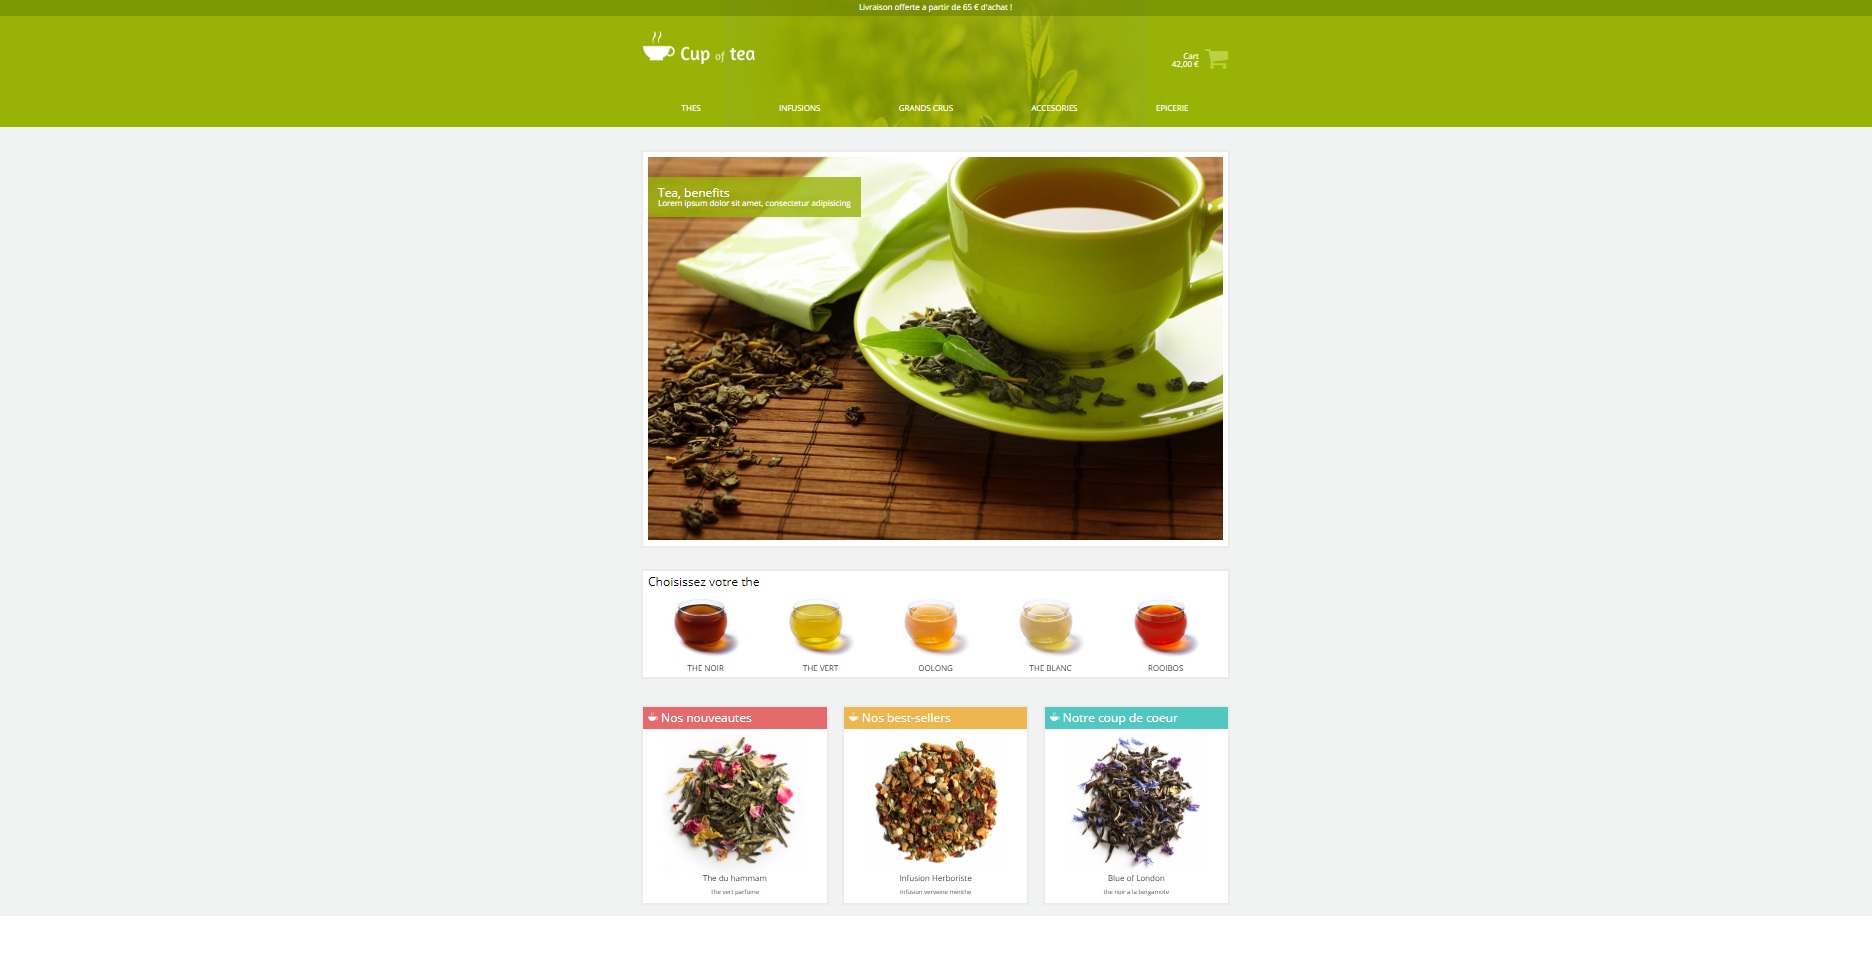 Livraison offerte a partir de 65 € d'achat !
Cup of tea
Cart
42,00 €
THES INFUSIONS GRANDS CRUS ACCESORIES EPICERIE
Tea, benefits
Lorem ipsum dolor sit amet, consectetur adipisicing
Choisissez votre the
THE NOIR THE VERT OOLONG THE BLANC ROOIBOS
Nos nouveautes
The du hammam
The vert parfume
Nos best-sellers
Infusion Herboriste
Infusion verveine menthe
Notre coup de coeur
Blue of London
the noir a la bergamote